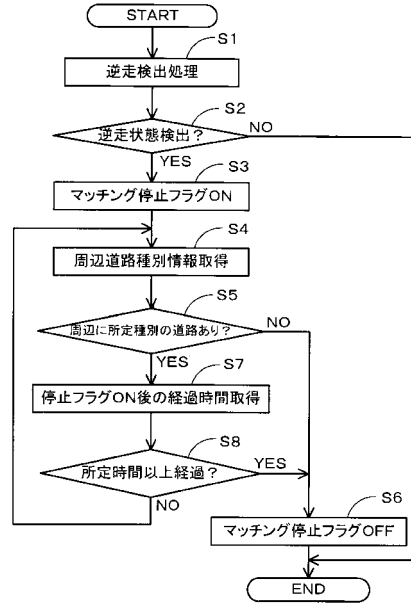 START
S1
逆走検出処理
S2
逆走状態検出？
NO
YES
S3
マッチング停止フラグON
S4
周辺道路種別情報取得
S5
周辺に所定種別の道路あり？
NO
YES
S7
停止フラグON後の経過時間取得
S8
所定時間以上経過？
YES
NO
S6
マッチング停止フラグOFF
END